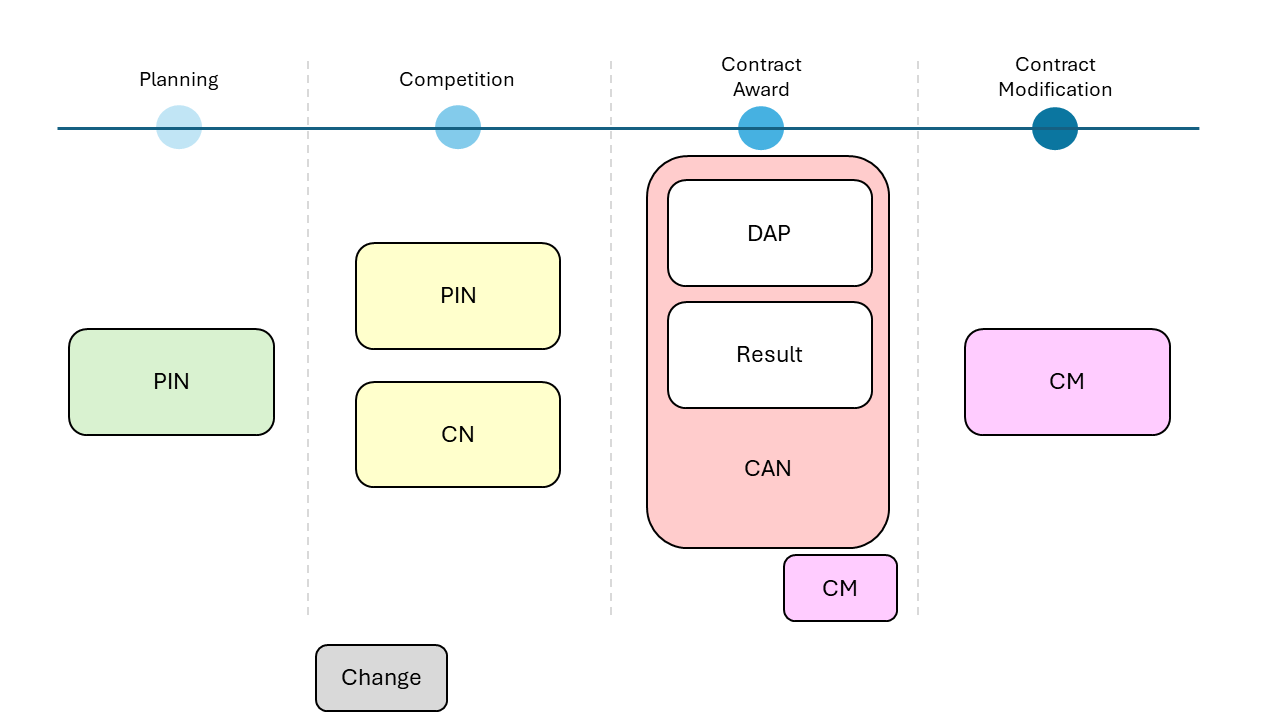 Planning
Competition
Contract
Award
Contract
Modification
DAP
PIN
Result
PIN
CM
CN
CAN
CM
Change